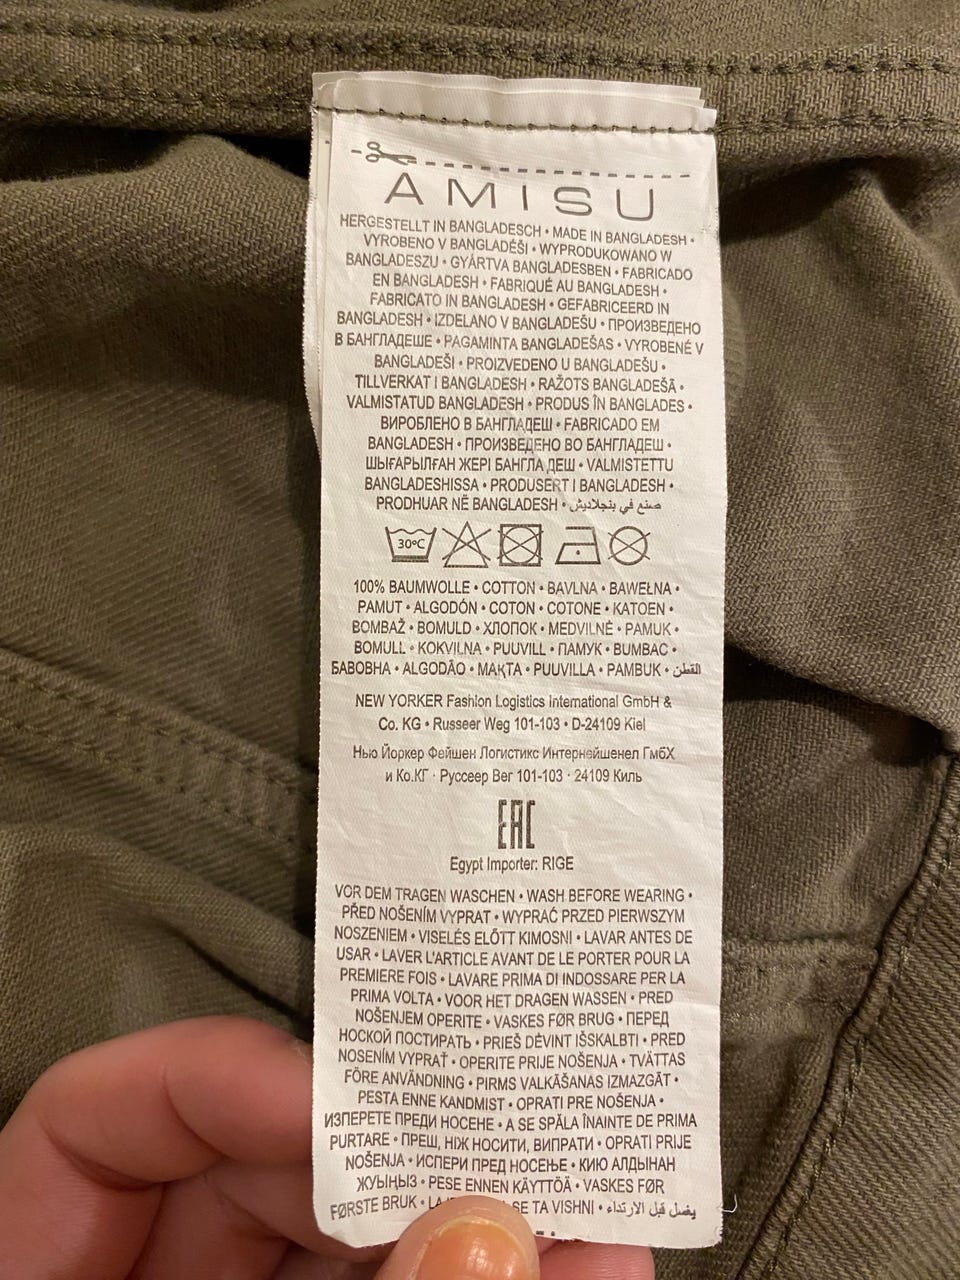 AMISU
HERGESTELLT IN BANGLADESCH • MADE IN BANGLADESH •
VYROBENO V BANGLADÉŠI • WYPRODUKOWANO W
BANGLADESZU • GYÁRTVA BANGLADESBEN • FABRICADO
EN BANGLADESH • FABRIQUÉ AU BANGLADESH •
FABRICATO IN BANGLADESH • GEFABRICEERD IN
BANGLADESH • IZDELANO V BANGLADEŠU • ПРОИЗВЕДЕНО
В БАНГЛАДЕШЕ • PAGAMINTA BANGLADEŠAS • VYROBENÉ V
BANGLADEŠI • PROIZVEDENO U BANGLADEŠU •
TILLVERKAT I BANGLADESH • RAŽOTS BANGLADEŠĀ •
VALMISTATUD BANGLADESH • PRODUS ÎN BANGLADES •
ВИРОБЛЕНО В БАНГЛАДЕШ • FABRICADO EM
BANGLADESH • ПРОИЗВЕДЕНО ВО БАНГЛАДЕШ •
ШЫҒАРЫЛҒАН ЖЕРІ БАНГЛА ДЕШ • VALMISTETTU
BANGLADESHISSA • PRODUSERT I BANGLADESH •
PRODHUAR NË BANGLADESH • صنع في بنجلاديش
30°C
100% BAUMWOLLE • COTTON • BAVLNA • BAWEŁNA •
PAMUT • ALGODÓN • COTON • COTONE • KATOEN •
BOMBAŽ • BOMULD • ХЛОПОК • MEDVILNĖ • PAMUK •
BOMULL • KOKVILNA • PUUVILL • ПАМУК • BUMBAC •
БАВОВНА • ALGODÃO • МАҚТА • PUUVILLA • PAMBUK • القطن
NEW YORKER Fashion Logistics International GmbH &
Co. KG • Russeer Weg 101-103 • D-24109 Kiel
Нью Йоркер Фейшен Логистикс Интернейшенел ГмбХ
и Ко.КГ · Руссеер Вег 101-103 · 24109 Киль
EAC
Egypt Importer: RIGE
VOR DEM TRAGEN WASCHEN • WASH BEFORE WEARING •
PŘED NOŠENÍM VYPRAT • WYPRAĆ PRZED PIERWSZYM
NOSZENIEM • VISELÉS ELŐTT KIMOSNI • LAVAR ANTES DE
USAR • LAVER L'ARTICLE AVANT DE LE PORTER POUR LA
PREMIERE FOIS • LAVARE PRIMA DI INDOSSARE PER LA
PRIMA VOLTA • VOOR HET DRAGEN WASSEN • PRED
NOŠENJEM OPERITE • VASKES FØR BRUG • ПЕРЕД
НОСКОЙ ПОСТИРАТЬ • PRIEŠ DĖVINT IŠSKALBTI • PRED
NOSENÍM VYPRAŤ • OPERITE PRIJE NOŠENJA • TVÄTTAS
FÖRE ANVÄNDNING • PIRMS VALKĀŠANAS IZMAZGĀT •
PESTA ENNE KANDMIST • OPRATI PRE NOŠENJA •
ИЗПЕРЕТЕ ПРЕДИ НОСЕНЕ • A SE SPĂLA ÎNAINTE DE PRIMA
PURTARE • ПРЕШ, НІЖ НОСИТИ, ВИПРАТИ • OPRATI PRIJE
NOŠENJA • ИСПЕРИ ПРЕД НОСЕЊЕ • КИЮ АЛДЫНАН
ЖУЫҢЫЗ • PESE ENNEN KÄYTTÖÄ • VASKES FØR
FØRSTE BRUK • SE TA VISHNI • يغسل قبل الارتداء